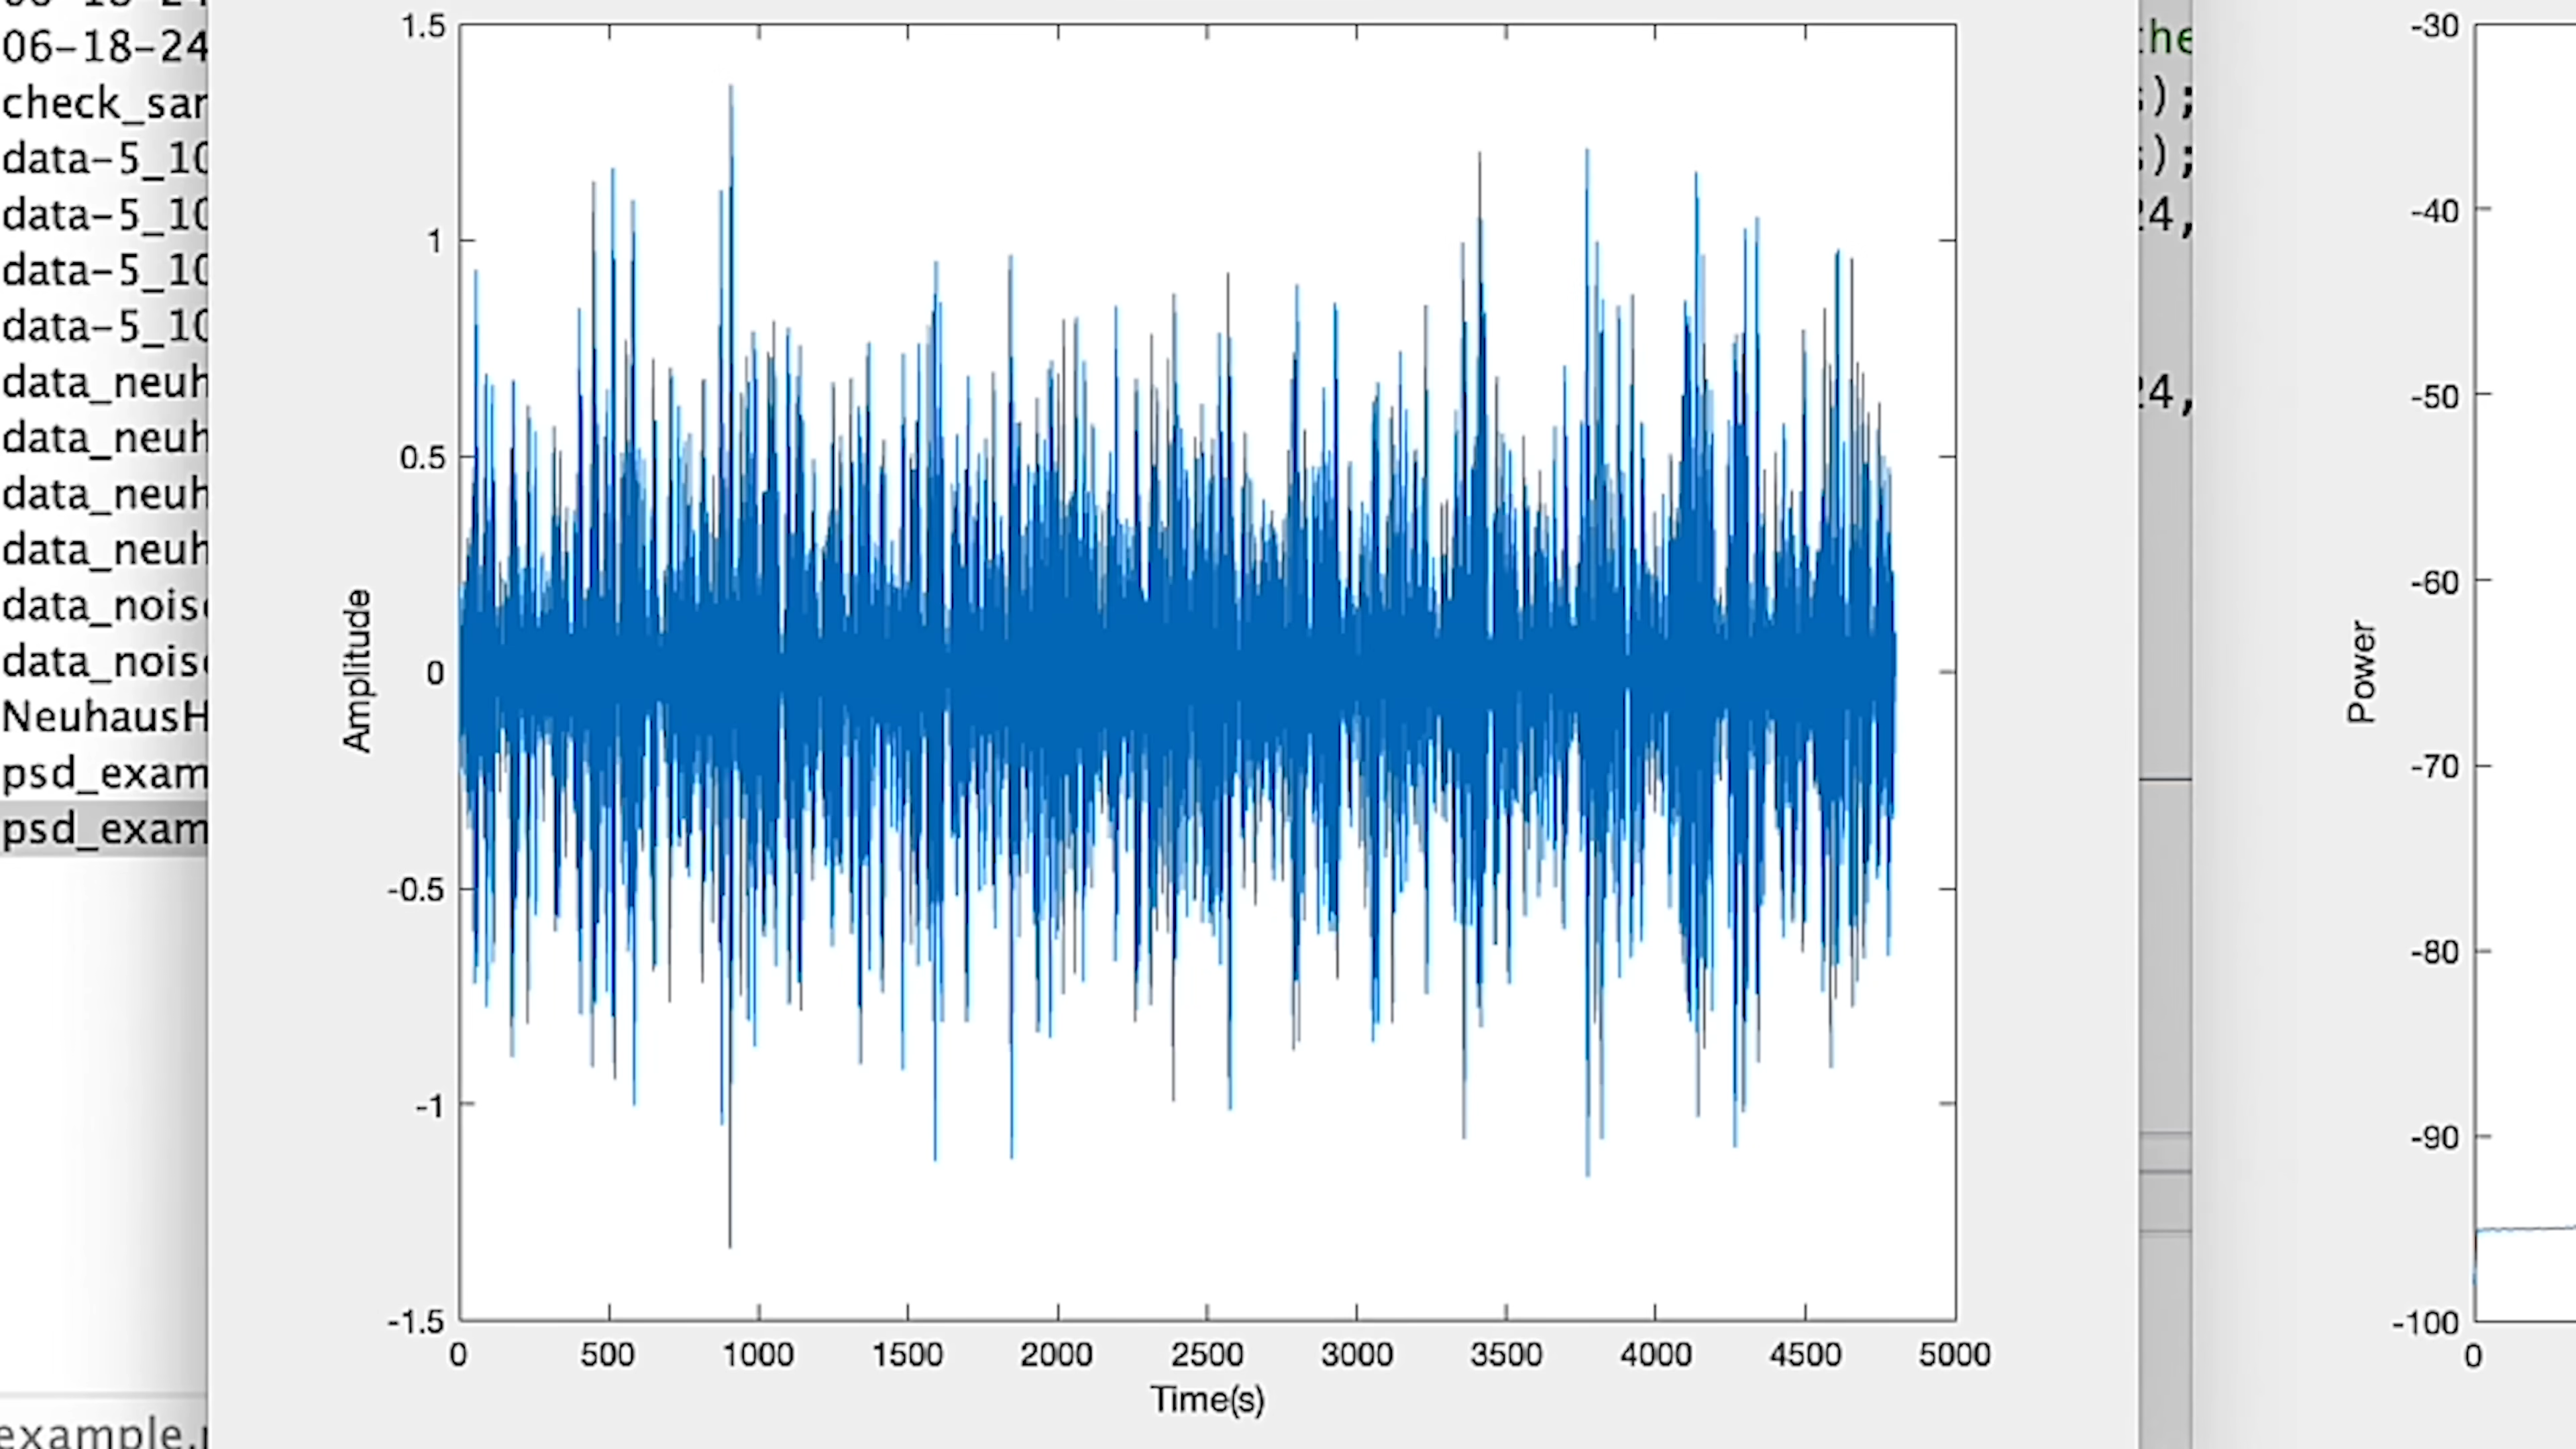 06-18-24
check_sar
data-5_10
data-5_10
data-5_10
data-5_10
data_neuh
data_neuh
data_neuh
data_neuh
data_nois
data_nois
NeuhausH
psd_exam
psd_exam
example.
1.5
1
0.5
0
-0.5
-1
-1.5
Amplitude
0 500 1000 1500 2000 2500 3000 3500 4000 4500 5000
Time(s)
he
);
);
24,
24,
-30
-40
-50
-60
-70
-80
-90
-100
Power
0